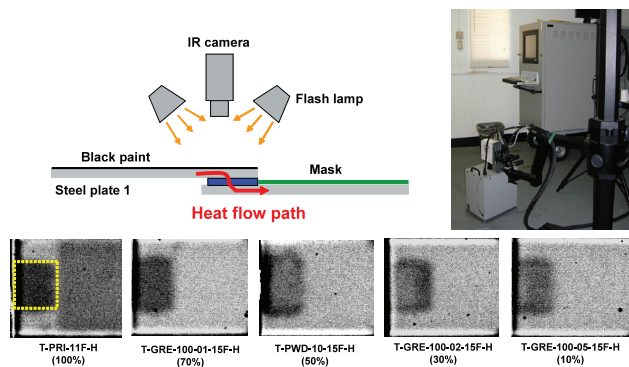 IR camera
Flash lamp
Black paint
Mask
Steel plate 1
Heat flow path
T-PRI-11F-H
(100%)
T-GRE-100-01-15F-H
(70%)
T-PWD-10-15F-H
(50%)
T-GRE-100-02-15F-H
(30%)
T-GRE-100-05-15F-H
(10%)